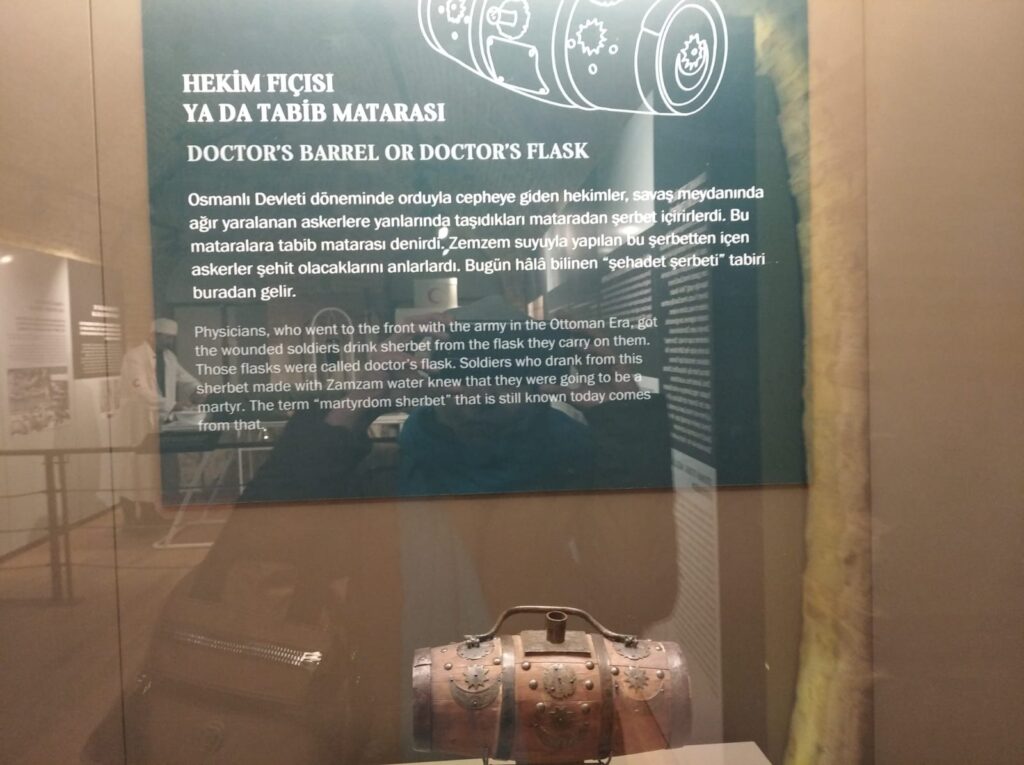 HEKİM FIÇISI
YA DA TABİB MATARASI
DOCTOR'S BARREL OR DOCTOR'S FLASK
Osmanlı Devleti döneminde orduyla cepheye giden hekimler, savaş meydanında
ağır yaralanan askerlere yanlarında taşıdıkları mataradan şerbet içirirlerdi. Bu
mataralara tabib matarası denirdi. Zemzem suyuyla yapılan bu şerbetten içen
askerler şehit olacaklarını anlarlardı. Bugün hâlâ bilinen "şehadet şerbeti" tabiri
buradan gelir.
Physicians, who went to the front with the army in the Ottoman Era, got
the wounded soldiers drink sherbet from the flask they carry on them.
Those flasks were called doctor's flask. Soldiers who drank from this
sherbet made with Zamzam water knew that they were going to be a
martyr. The term "martyrdom sherbet" that is still known today comes
from that.